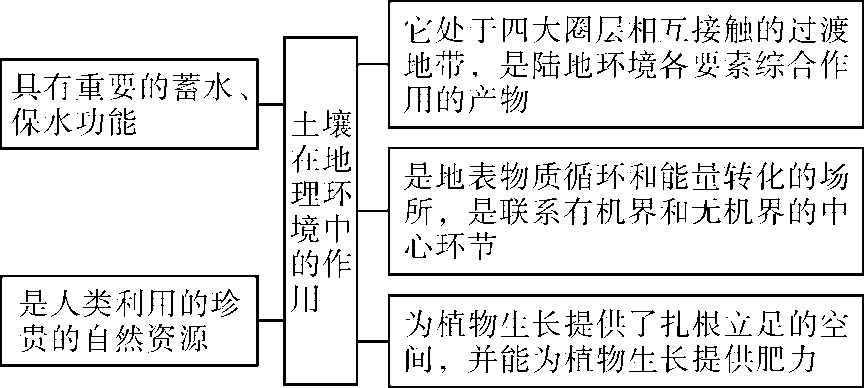 具有重要的蓄水、
保水功能
是人类利用的珍
贵的自然资源
土壤
在地
理环
境中
的作
用
它处于四大圈层相互接触的过渡
地带，是陆地环境各要素综合作
用的产物
是地表物质循环和能量转化的场
所，是联系有机界和无机界的中
心环节
为植物生长提供了扎根立足的空
间，并能为植物生长提供肥力